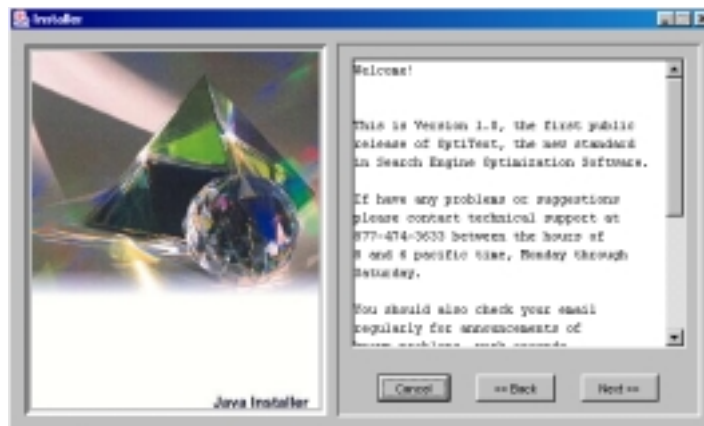 Installer
Welcome!
This is Version 1.0, the first public
release of OptiText, the new standard
in Search Engine Optimization Software.
If have any problems or suggestions
please contact technical support at
877-474-3633 between the hours of
8 and 6 pacific time, Monday through
Saturday.
You should also check your email
regularly for announcements of
Java Installer
Cancel
<< Back
Next >>